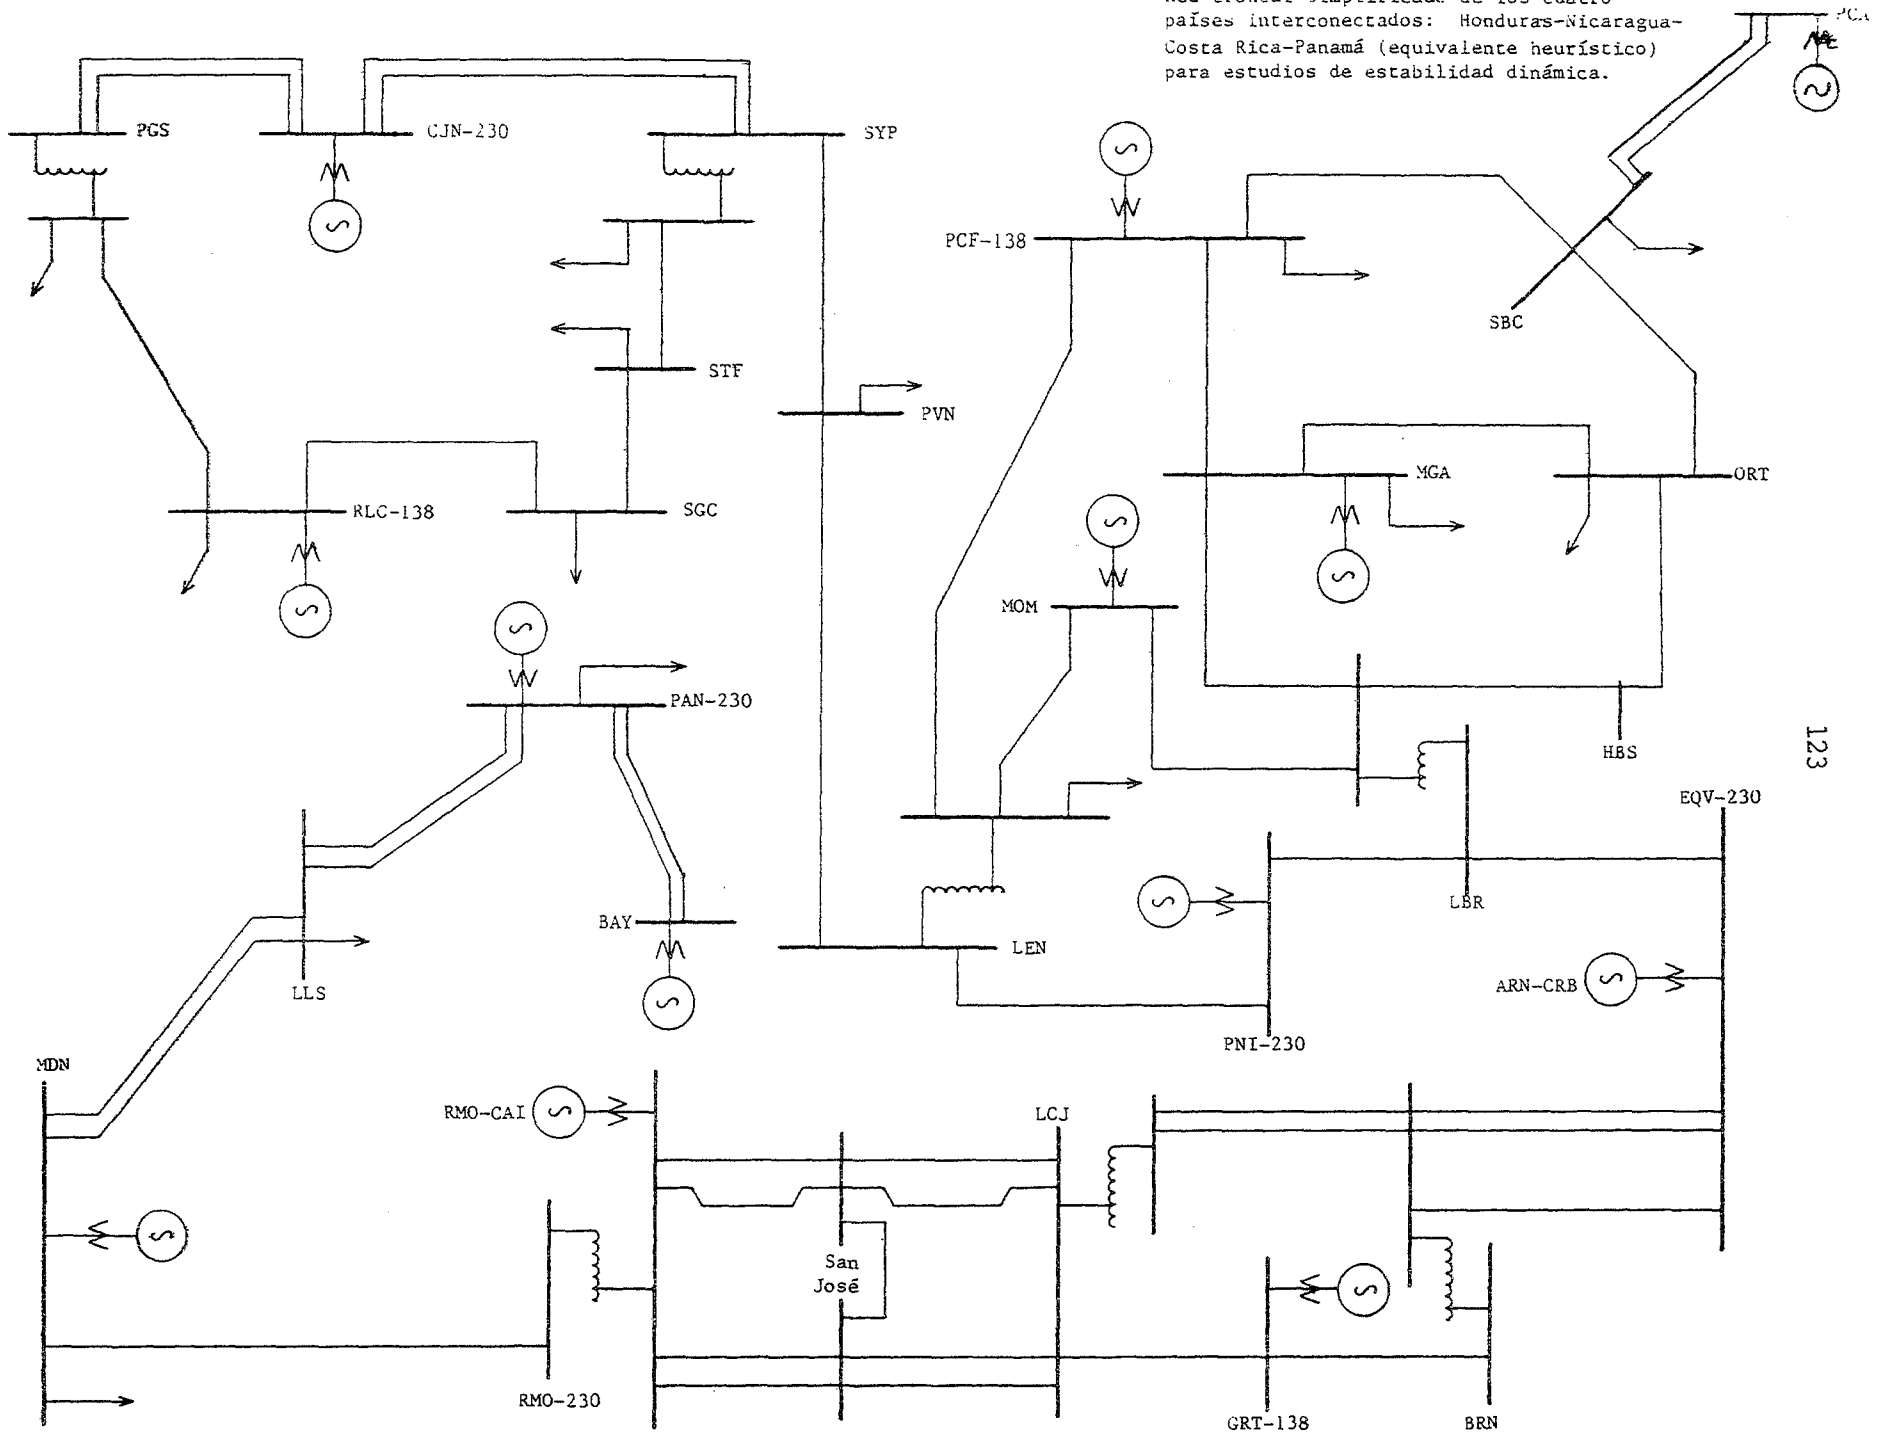 países interconectados: Honduras-Nicaragua-
Costa Rica-Panamá (equivalente heurístico)
para estudios de estabilidad dinámica.
PCA
PGS
CJN-230
SYP
PCF-138
SBC
STF
PVN
MGA
ORT
RLC-138
SGC
MOM
PAN-230
HBS
123
EQV-230
BAY
LBR
LEN
LLS
ARN-CRB
PNI-230
MDN
RMO-CAI
LCJ
San
José
RMO-230
GRT-138
BRN